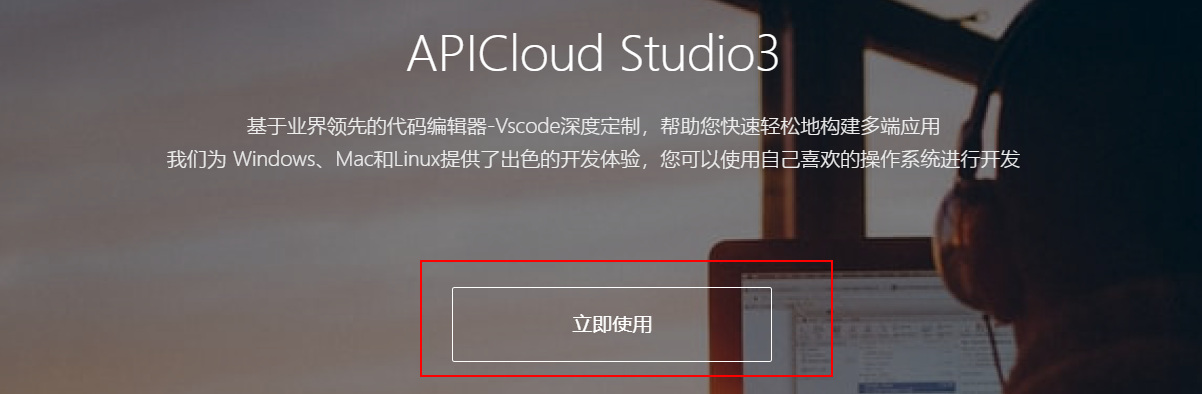 APICloud Studio3
基于业界领先的代码编辑器-Vscode深度定制，帮助您快速轻松地构建多端应用
我们为 Windows、Mac和Linux提供了出色的开发体验，您可以使用自己喜欢的操作系统进行开发
立即使用